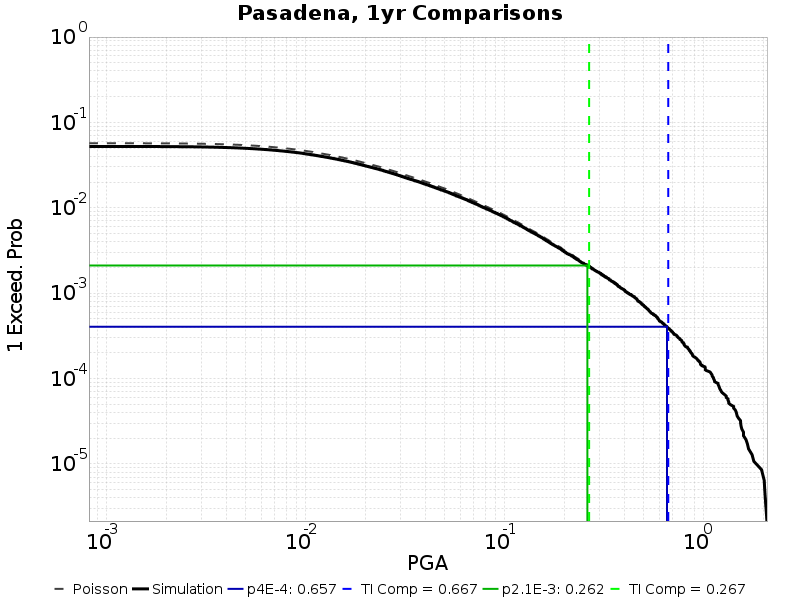 Pasadena, 1yr Comparisons
10^0
10^-1
10^-2
10^-3
10^-4
10^-5
1 Exceed. Prob
10^-3 10^-2 10^-1 10^0
PGA
Poisson Simulation p4E-4: 0.657 TI Comp = 0.667 p2.1E-3: 0.262 TI Comp = 0.267